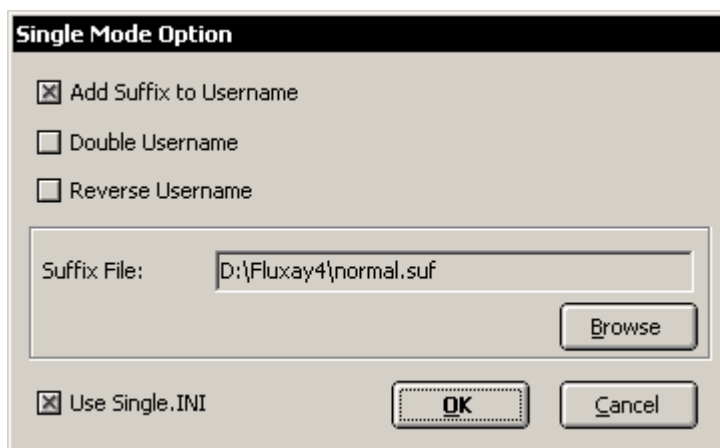 Single Mode Option
Add Suffix to Username
Double Username
Reverse Username
Suffix File: D:\Fluxay4\normal.suf
Browse
Use Single.INI OK Cancel